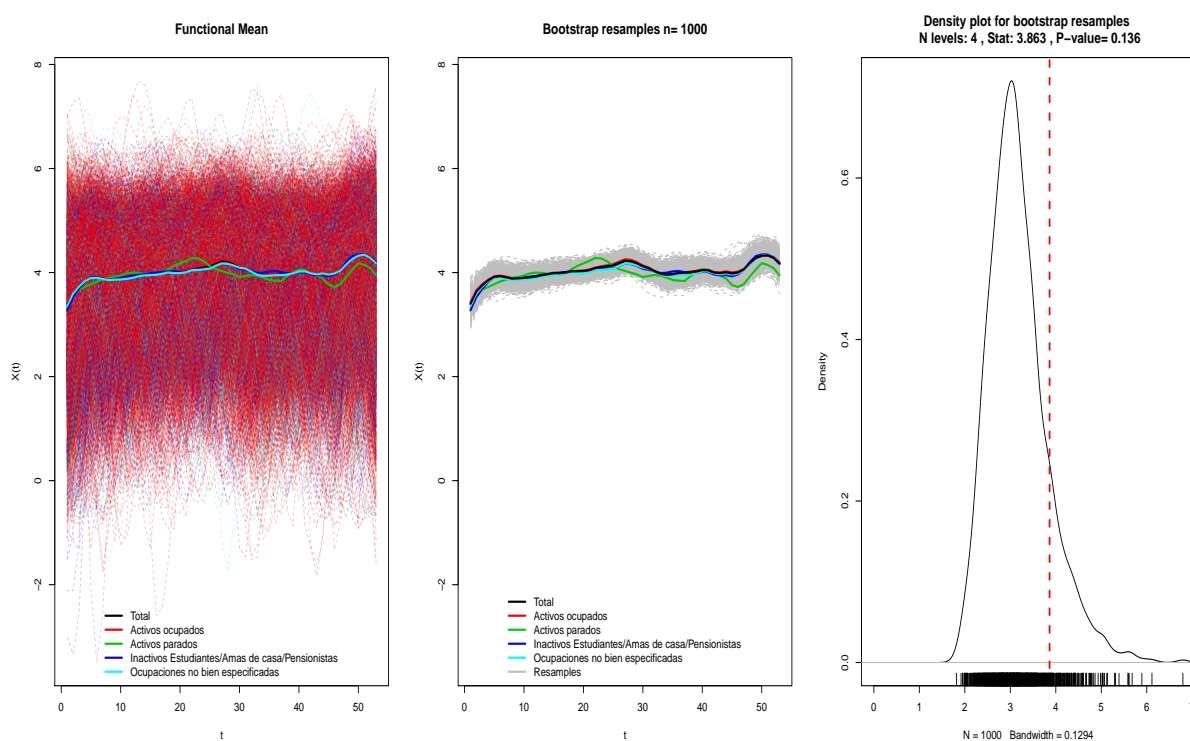 Functional Mean
X(t)
8
6
4
2
0
−2
Total
Activos ocupados
Activos parados
Inactivos Estudiantes/Amas de casa/Pensionistas
Ocupaciones no bien especificadas
0 10 20 30 40 50
t
Bootstrap resamples n= 1000
X(t)
8
6
4
2
0
−2
Total
Activos ocupados
Activos parados
Inactivos Estudiantes/Amas de casa/Pensionistas
Ocupaciones no bien especificadas
Resamples
0 10 20 30 40 50
t
Density plot for bootstrap resamples
N levels: 4 , Stat: 3.863 , P−value= 0.136
Density
0.6
0.4
0.2
0.0
0 1 2 3 4 5 6
N = 1000 Bandwidth = 0.1294